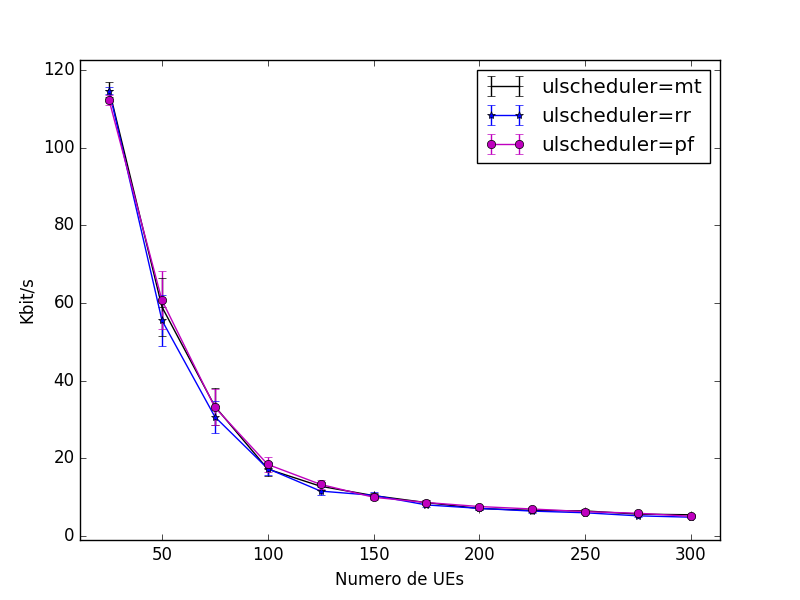 120
100
80
60
40
20
0
Kbit/s
ulscheduler=mt
ulscheduler=rr
ulscheduler=pf
50
100
150
200
250
300
Numero de UEs